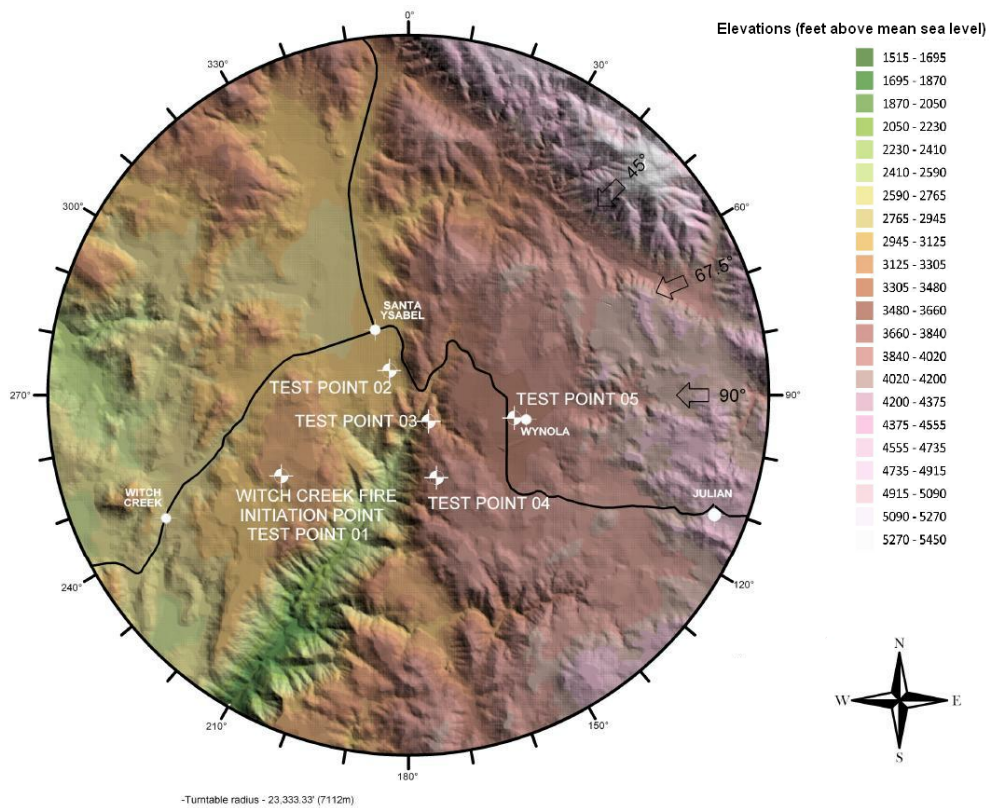 0°
30°
60°
90°
120°
150°
180°
210°
240°
270°
300°
330°
45°
67.5°
90°
SANTA
YSABEL
TEST POINT 02
TEST POINT 03
TEST POINT 05
WYNOLA
WITCH CREEK FIRE
INITIATION POINT
TEST POINT 01
TEST POINT 04
WITCH
CREEK
JULIAN
-Turntable radius - 23,333.33' (7112m)
Elevations (feet above mean sea level)
1515 - 1695
1695 - 1870
1870 - 2050
2050 - 2230
2230 - 2410
2410 - 2590
2590 - 2765
2765 - 2945
2945 - 3125
3125 - 3305
3305 - 3480
3480 - 3660
3660 - 3840
3840 - 4020
4020 - 4200
4200 - 4375
4375 - 4555
4555 - 4735
4735 - 4915
4915 - 5090
5090 - 5270
5270 - 5450
N
W
E
S